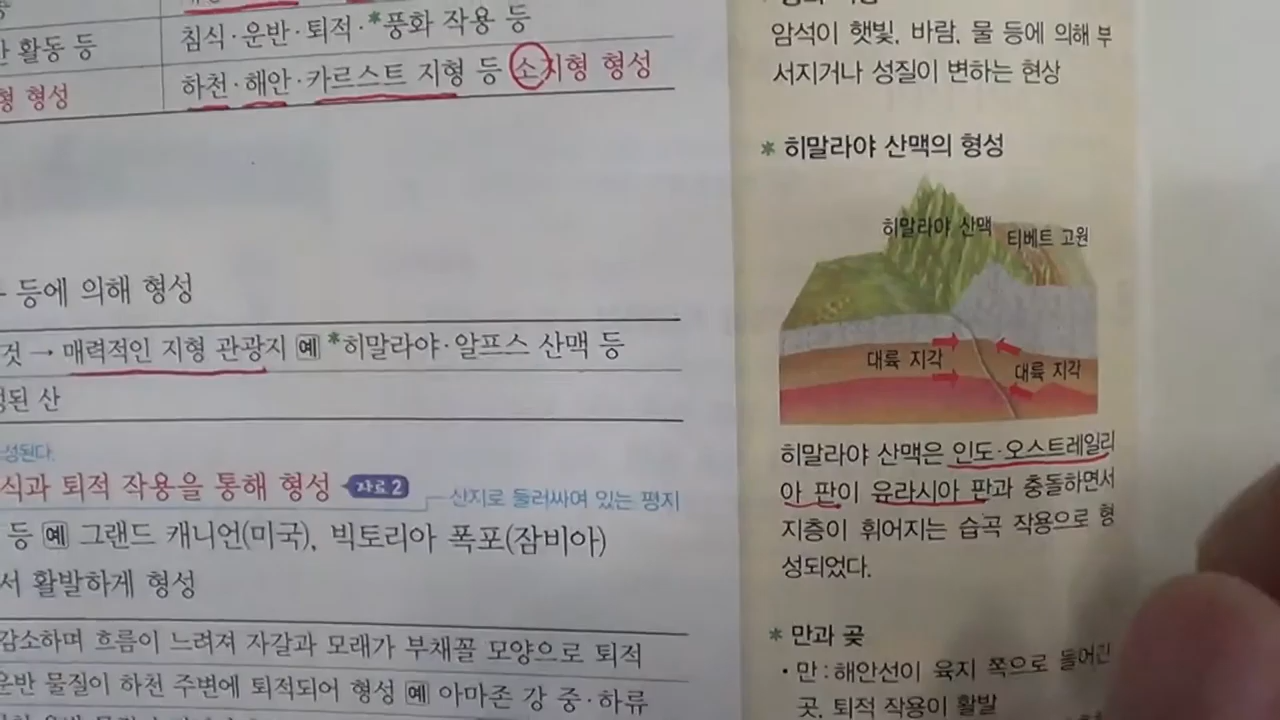 침식·운반·퇴적·*풍화 작용 등
활동 등
하천·해안·카르스트 지형 등 소지형 형성
형 형성
등에 의해 형성
것 → 매력적인 지형 관광지 예 *히말라야·알프스 산맥 등
된 산
성된다.
식과 퇴적 작용을 통해 형성 자료 2
산지로 둘러싸여 있는 평지
등 예 그랜드 캐니언(미국), 빅토리아 폭포(잠비아)
서 활발하게 형성
감소하며 흐름이 느려져 자갈과 모래가 부채꼴 모양으로 퇴적
운반 물질이 하천 주변에 퇴적되어 형성 예 아마존 강 중·하류
암석이 햇빛, 바람, 물 등에 의해 부
서지거나 성질이 변하는 현상
* 히말라야 산맥의 형성
히말라야 산맥
티베트 고원
대륙 지각
대륙 지각
히말라야 산맥은 인도·오스트레일리
아 판이 유라시아 판과 충돌하면서
지층이 휘어지는 습곡 작용으로 형
성되었다.
* 만과 곶
· 만 : 해안선이 육지 쪽으로 들어간
곳. 퇴적 작용이 활발